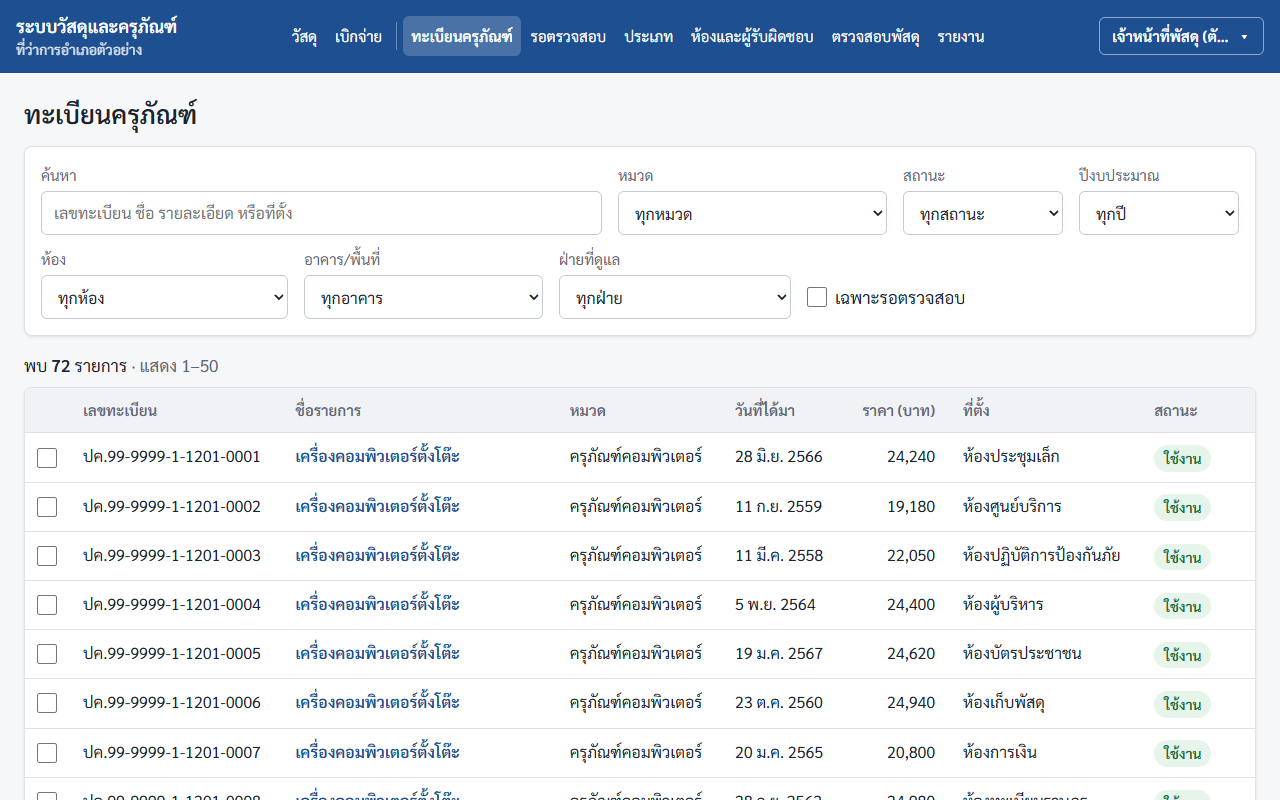 ระบบวัสดุและครุภัณฑ์
ที่ว่าการอำเภอตัวอย่าง
วัสดุ เบิกจ่าย ทะเบียนครุภัณฑ์ รอตรวจสอบ ประเภท ห้องและผู้รับผิดชอบ ตรวจสอบพัสดุ รายงาน
เจ้าหน้าที่พัสดุ (ตั...
ทะเบียนครุภัณฑ์
ค้นหา หมวด สถานะ ปีงบประมาณ
เลขทะเบียน ชื่อ รายละเอียด หรือที่ตั้ง ทุกหมวด ทุกสถานะ ทุกปี
ห้อง อาคาร/พื้นที่ ฝ่ายที่ดูแล
ทุกห้อง ทุกอาคาร ทุกฝ่าย เฉพาะรอตรวจสอบ
พบ 72 รายการ · แสดง 1–50
เลขทะเบียน ชื่อรายการ หมวด วันที่ได้มา ราคา (บาท) ที่ตั้ง สถานะ
ปค.99-9999-1-1201-0001 เครื่องคอมพิวเตอร์ตั้งโต๊ะ ครุภัณฑ์คอมพิวเตอร์ 28 มิ.ย. 2566 24,240 ห้องประชุมเล็ก ใช้งาน
ปค.99-9999-1-1201-0002 เครื่องคอมพิวเตอร์ตั้งโต๊ะ ครุภัณฑ์คอมพิวเตอร์ 11 ก.ย. 2559 19,180 ห้องศูนย์บริการ ใช้งาน
ปค.99-9999-1-1201-0003 เครื่องคอมพิวเตอร์ตั้งโต๊ะ ครุภัณฑ์คอมพิวเตอร์ 11 มี.ค. 2558 22,050 ห้องปฏิบัติการป้องกันภัย ใช้งาน
ปค.99-9999-1-1201-0004 เครื่องคอมพิวเตอร์ตั้งโต๊ะ ครุภัณฑ์คอมพิวเตอร์ 5 พ.ย. 2564 24,400 ห้องผู้บริหาร ใช้งาน
ปค.99-9999-1-1201-0005 เครื่องคอมพิวเตอร์ตั้งโต๊ะ ครุภัณฑ์คอมพิวเตอร์ 19 ม.ค. 2567 24,620 ห้องบัตรประชาชน ใช้งาน
ปค.99-9999-1-1201-0006 เครื่องคอมพิวเตอร์ตั้งโต๊ะ ครุภัณฑ์คอมพิวเตอร์ 23 ต.ค. 2560 24,940 ห้องเก็บพัสดุ ใช้งาน
ปค.99-9999-1-1201-0007 เครื่องคอมพิวเตอร์ตั้งโต๊ะ ครุภัณฑ์คอมพิวเตอร์ 20 ม.ค. 2565 20,800 ห้องการเงิน ใช้งาน